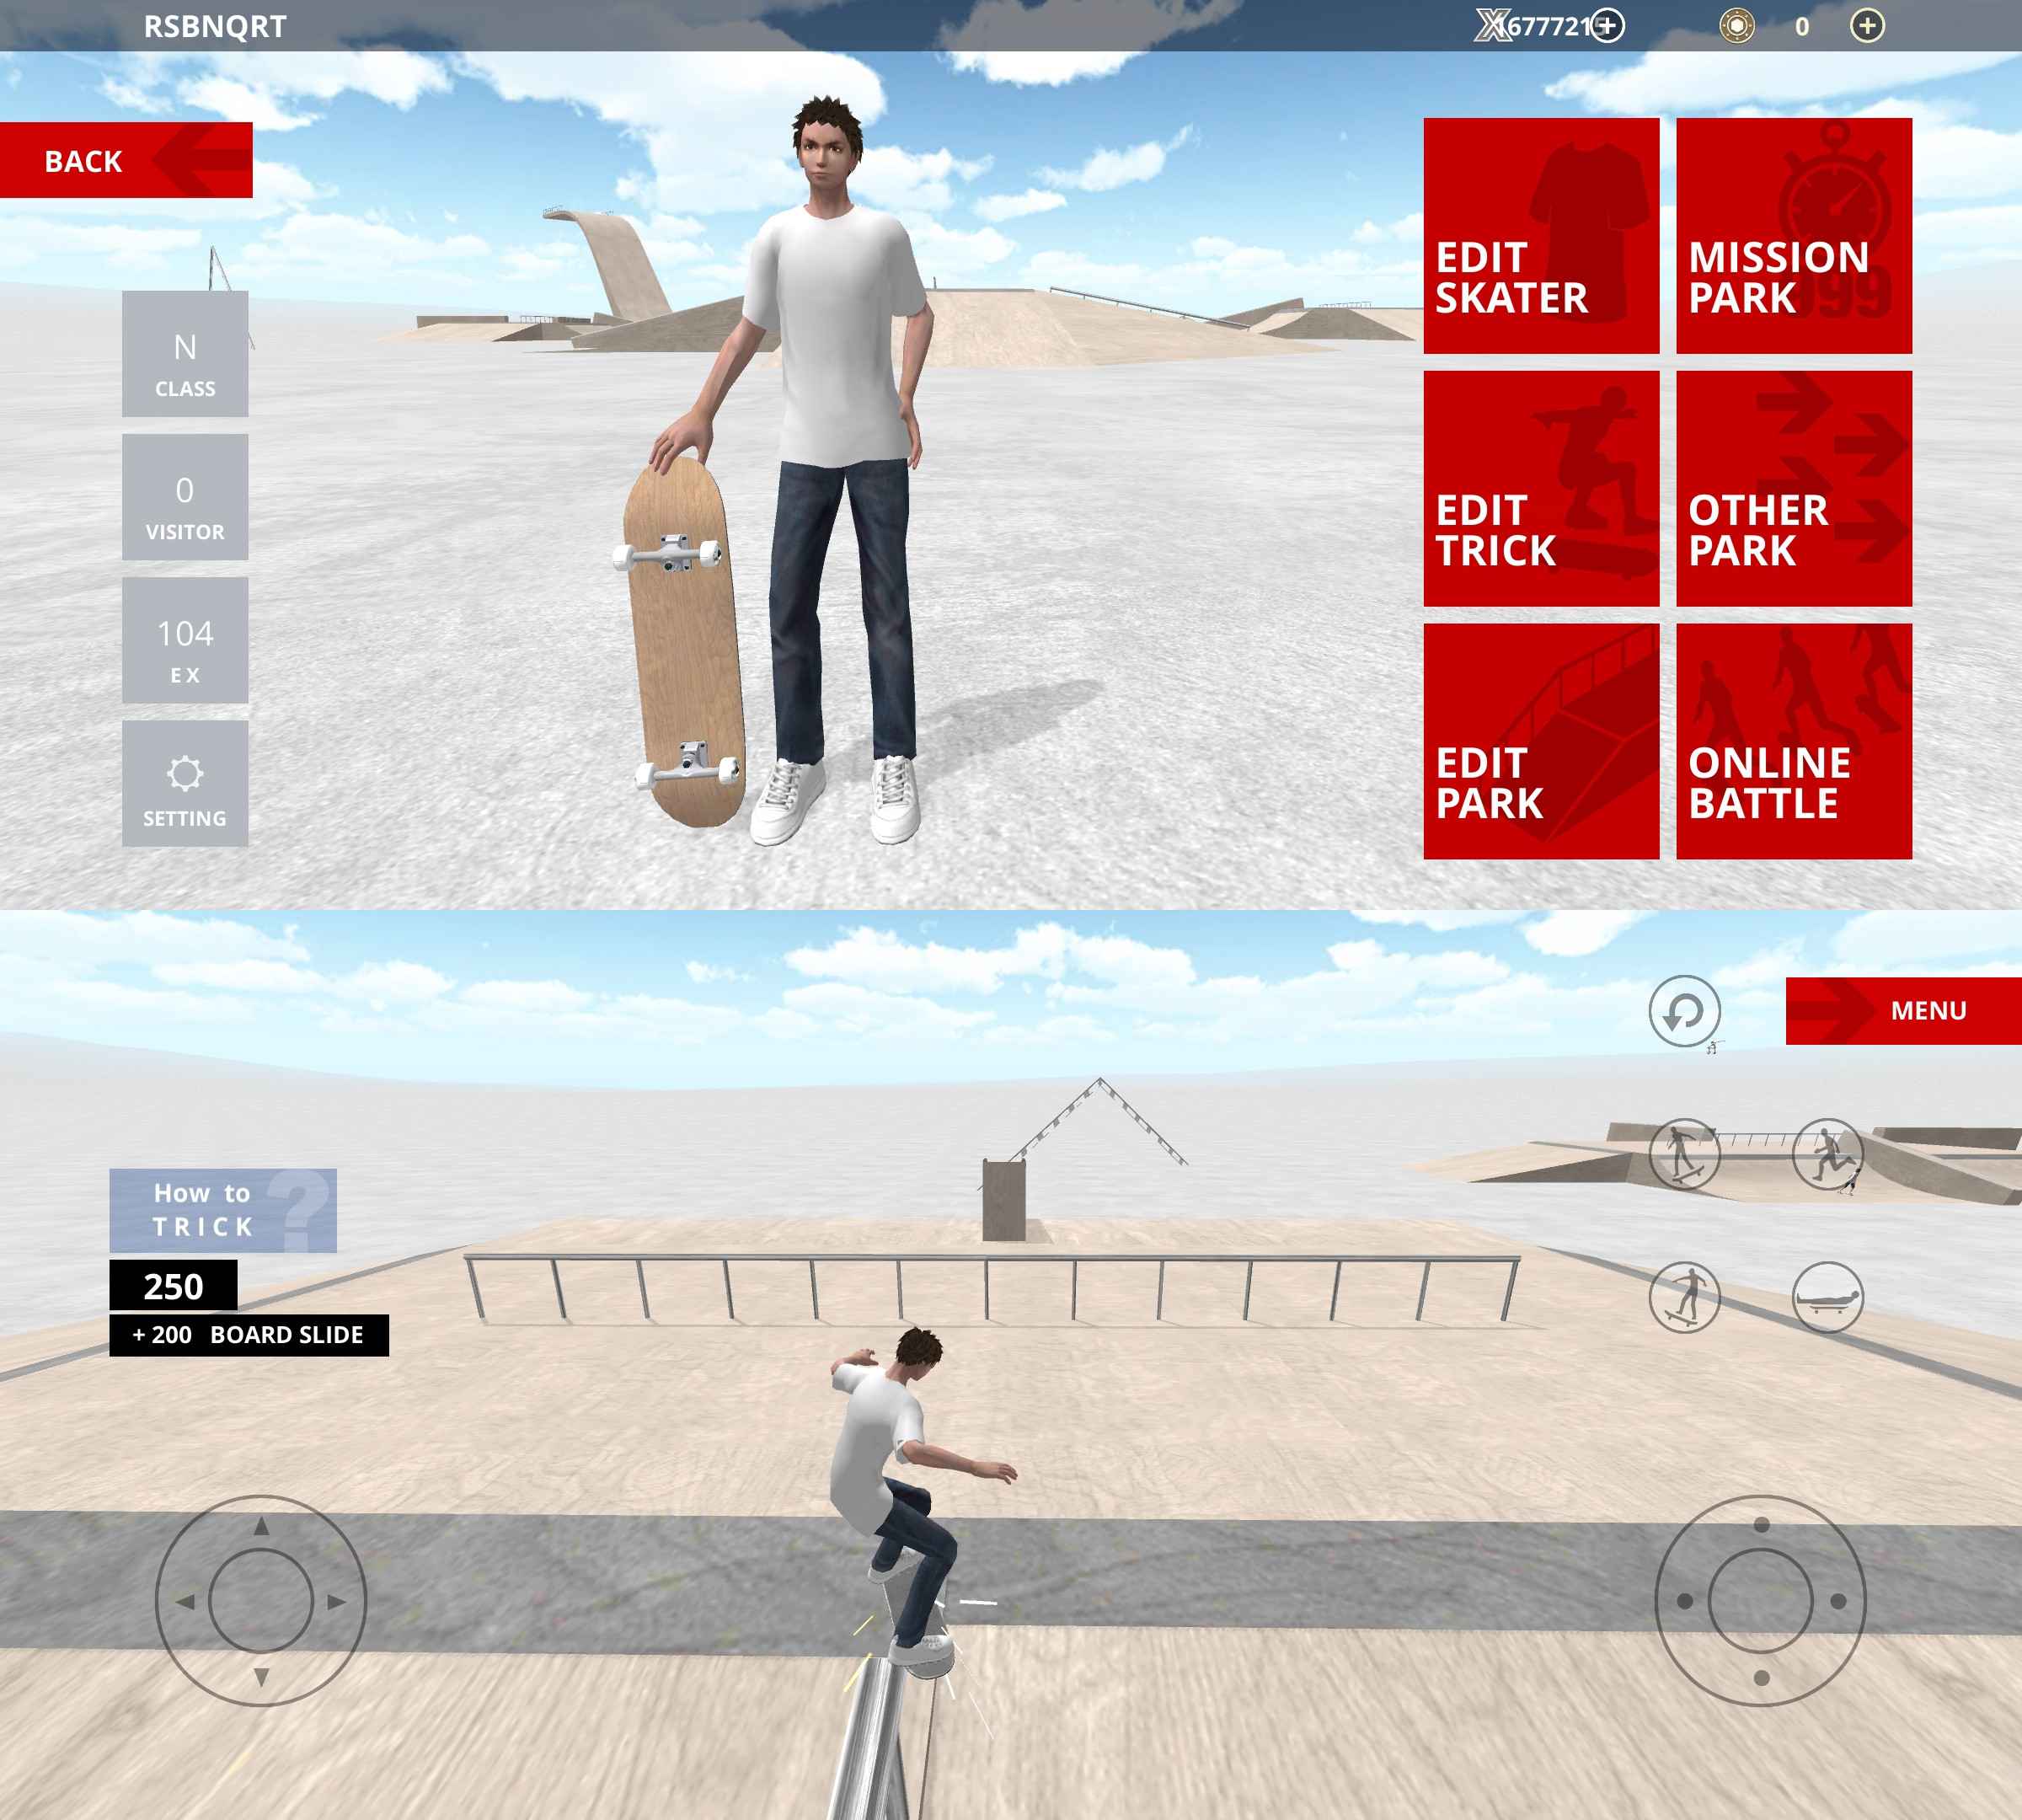 RSBNQRT
0
BACK
N
CLASS
0
VISITOR
104
EX
SETTING
EDIT
SKATER
MISSION
PARK
EDIT
TRICK
OTHER
PARK
EDIT
PARK
ONLINE
BATTLE
MENU
How to
TRICK
?
250
+ 200 BOARD SLIDE